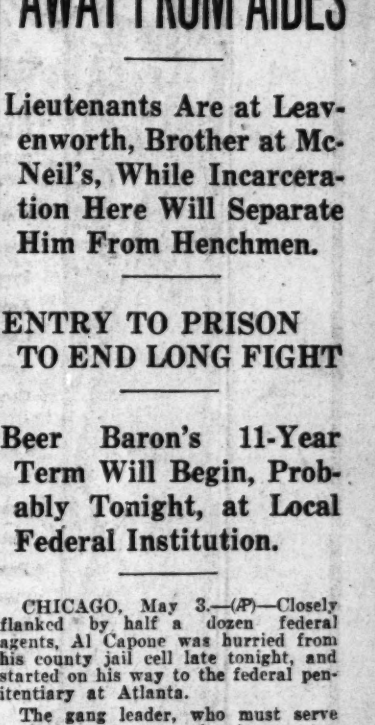 AWAY FROM AIDES
Lieutenants Are at Leav-
enworth, Brother at Mc-
Neil's, While Incarcera-
tion Here Will Separate
Him From Henchmen.
ENTRY TO PRISON
TO END LONG FIGHT
Beer Baron's 11-Year
Term Will Begin, Prob-
ably Tonight, at Local
Federal Institution.
CHICAGO, May 3.—(AP)—Closely
flanked by half a dozen federal
agents, Al Capone was hurried from
his county jail cell late tonight, and
started on his way to the federal pen-
itentiary at Atlanta.
The gang leader, who must serve